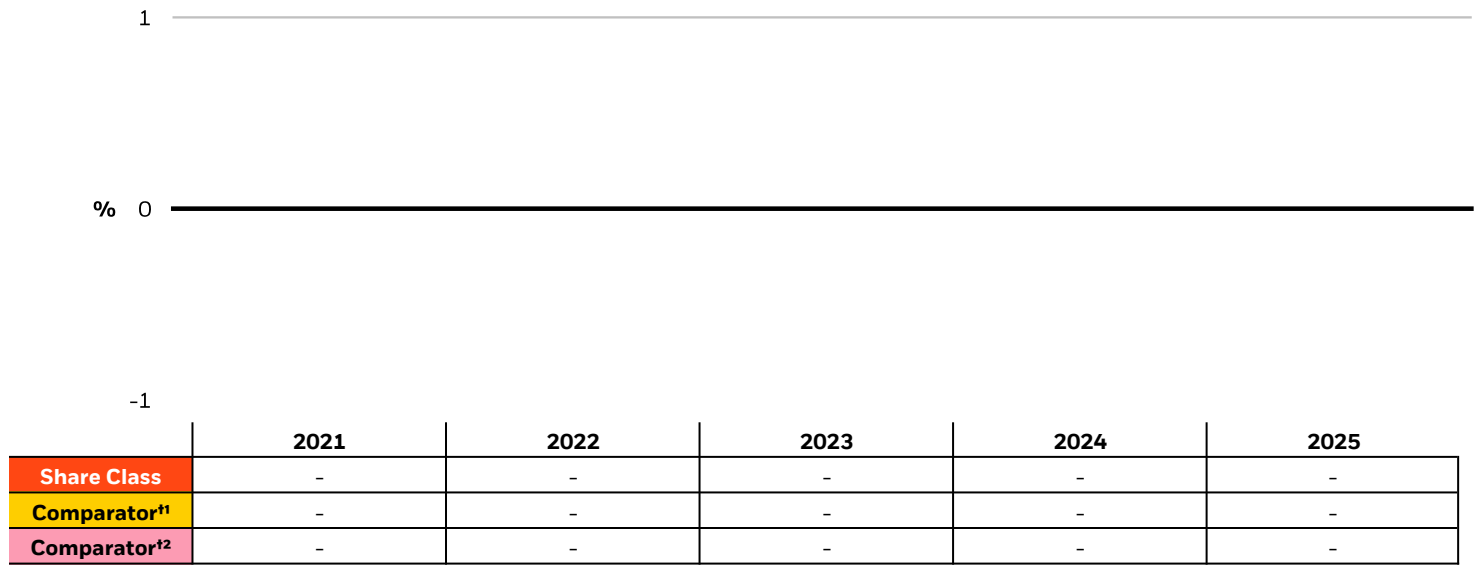 1
% 0
-1
2021 2022 2023 2024 2025
Share Class - - - - -
Comparator†1 - - - - -
Comparator†2 - - - - -